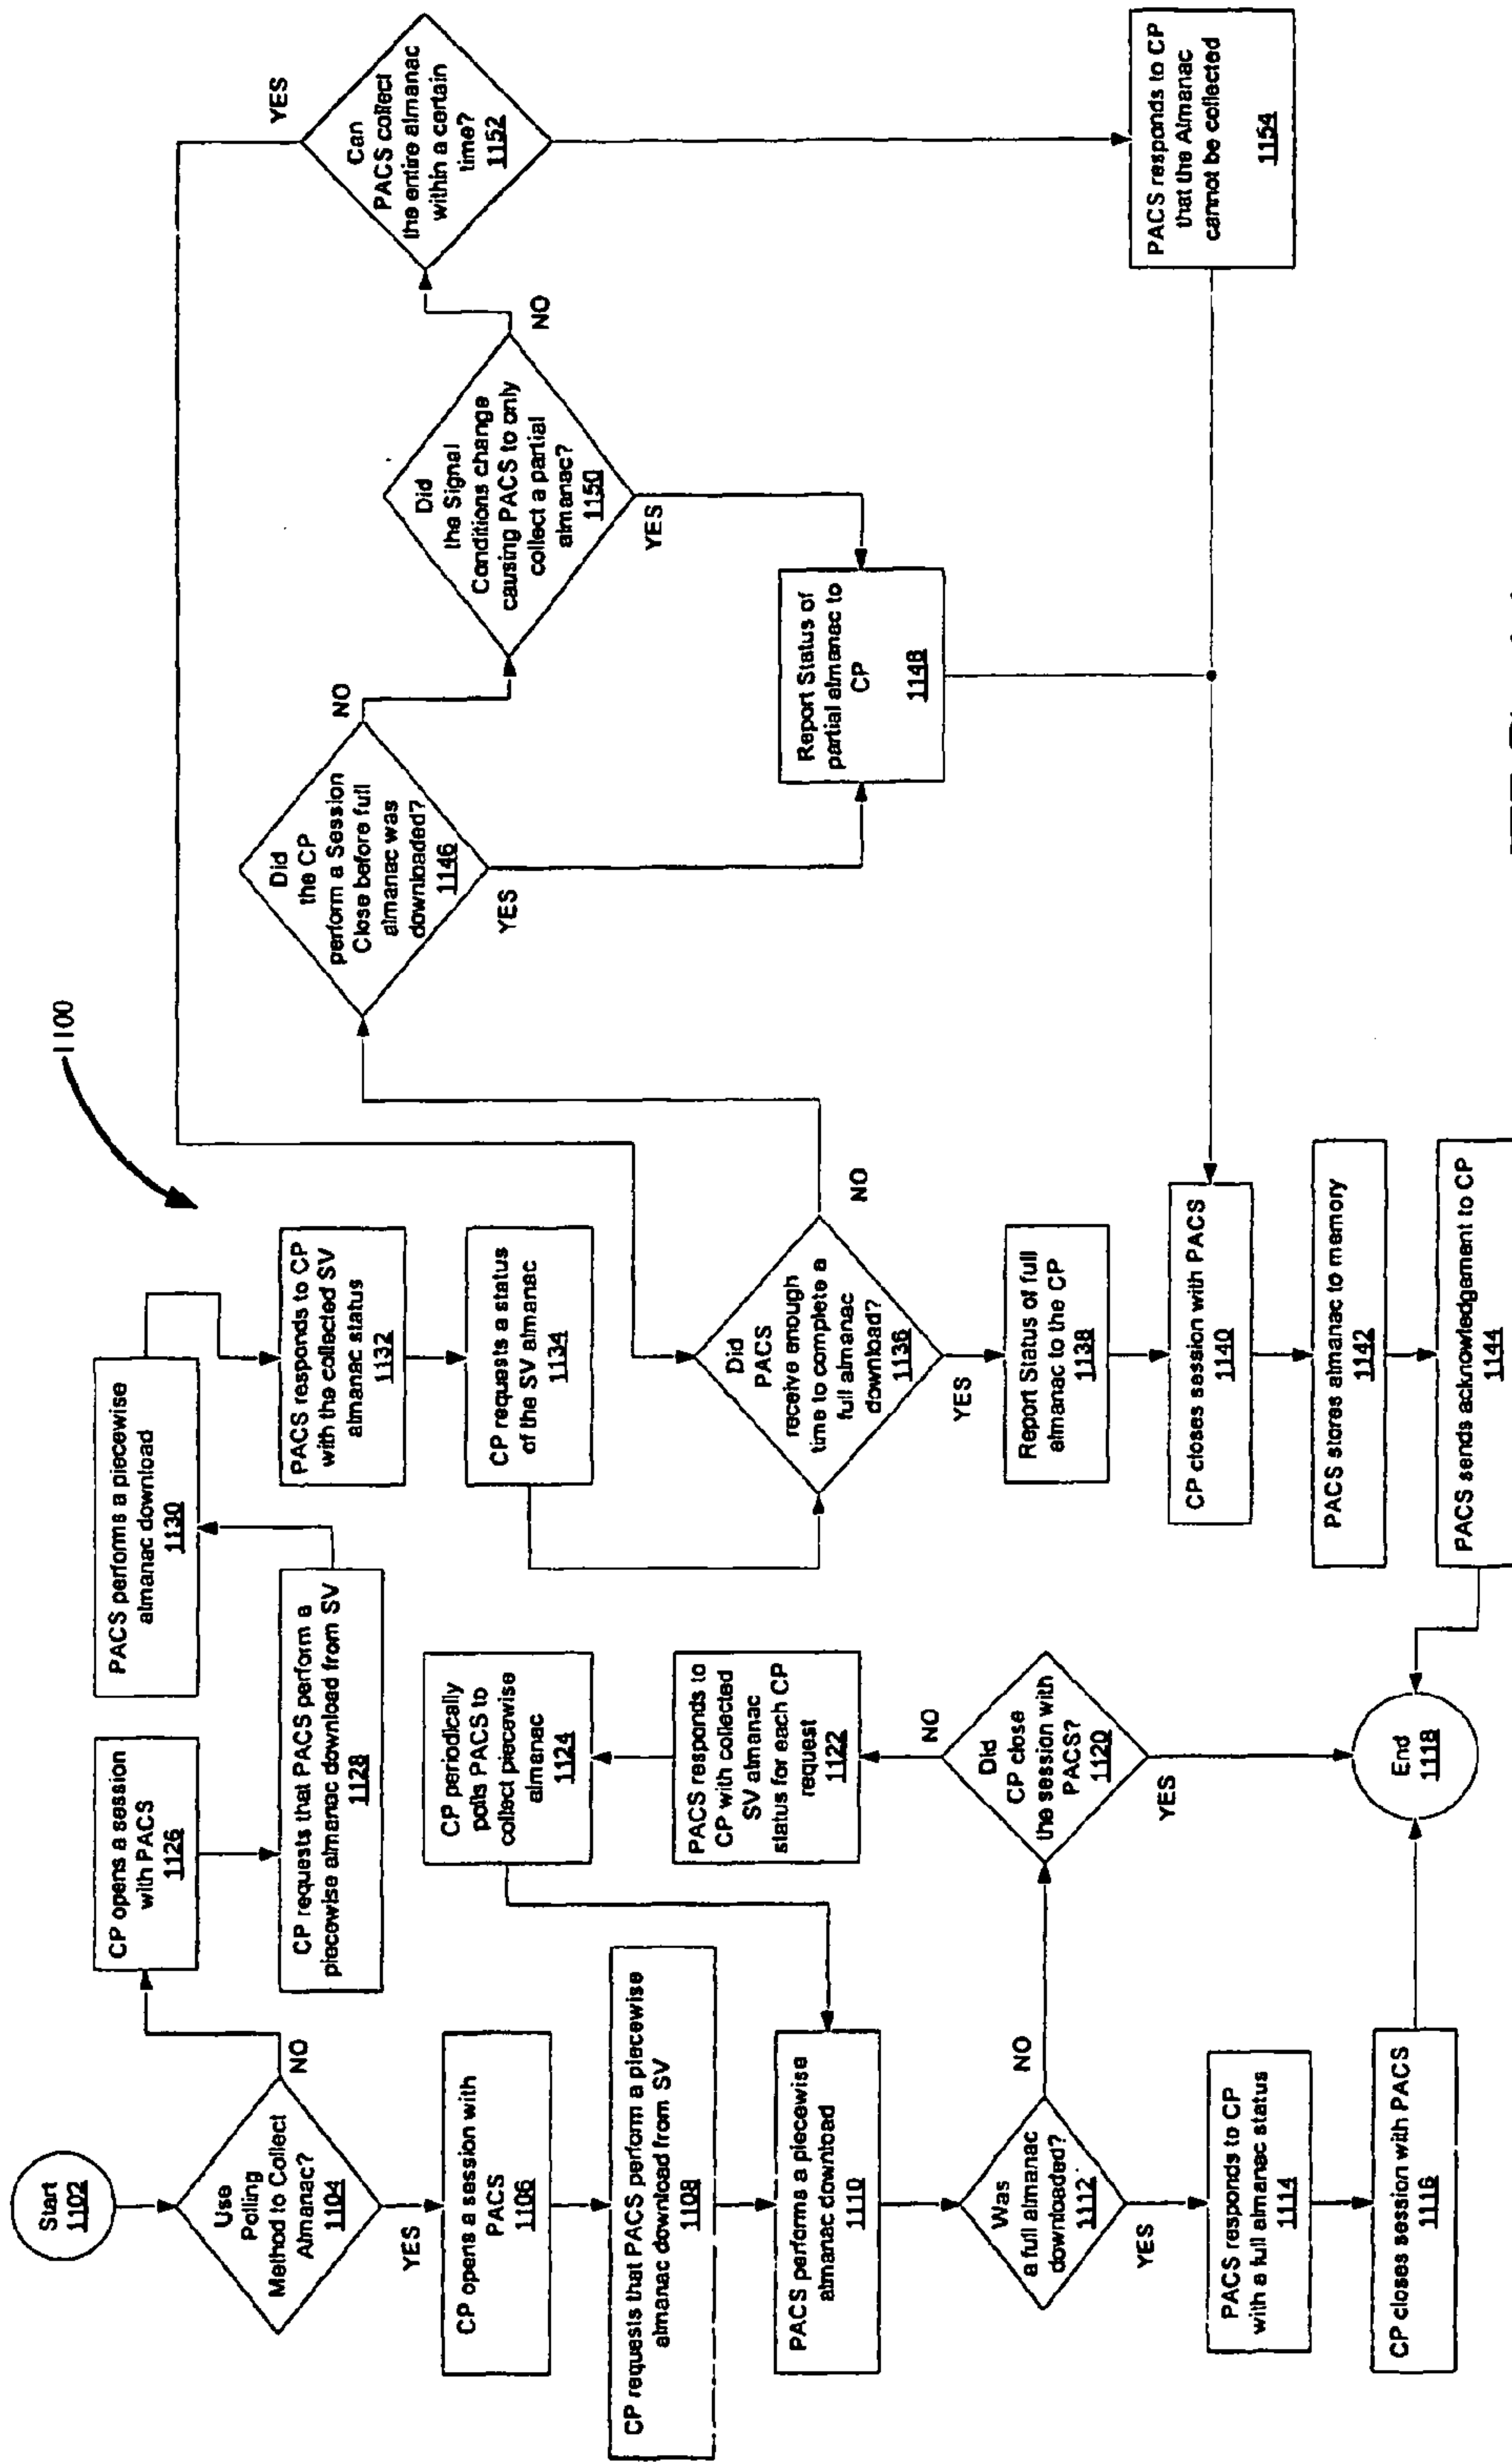 1100
Start
1102
Use
Polling
Method to Collect
Almanac?
1104
NO
YES
CP opens a session with
PACS
1106
CP requests that PACS perform a piecewise
almanac download from SV
1108
PACS performs a piecewise
almanac download
1110
Was
a full almanac
downloaded?
1112
NO
YES
PACS responds to CP
with a full almanac status
1114
CP closes session with PACS
1116
End
1118
Did
CP close
the session with
PACS?
1120
NO
YES
PACS responds to
CP with collected
SV almanac
status for each CP
request
1122
CP periodically
polls PACS to
collect piecewise
almanac
1124
CP opens a session
with PACS
1126
CP requests that PACS perform a
piecewise almanac download from SV
1128
PACS performs a piecewise
almanac download
1130
PACS responds to CP
with the collected SV
almanac status
1132
CP requests a status
of the SV almanac
1134
Did
PACS
receive enough
time to complete a
full almanac
download?
1136
NO
YES
Report Status of full
almanac to the CP
1138
CP closes session with PACS
1140
PACS stores almanac to memory
1142
PACS sends acknowledgement to CP
1144
Did
the CP
perform a Session
Close before full
almanac was
downloaded?
1146
NO
YES
Report Status of
partial almanac to
CP
1148
Did
the Signal
Conditions change
causing PACS to only
collect a partial
almanac?
1150
NO
YES
Can
PACS collect
the entire almanac
within a certain
time?
1152
YES
PACS responds to CP
that the Almanac
cannot be collected
1154